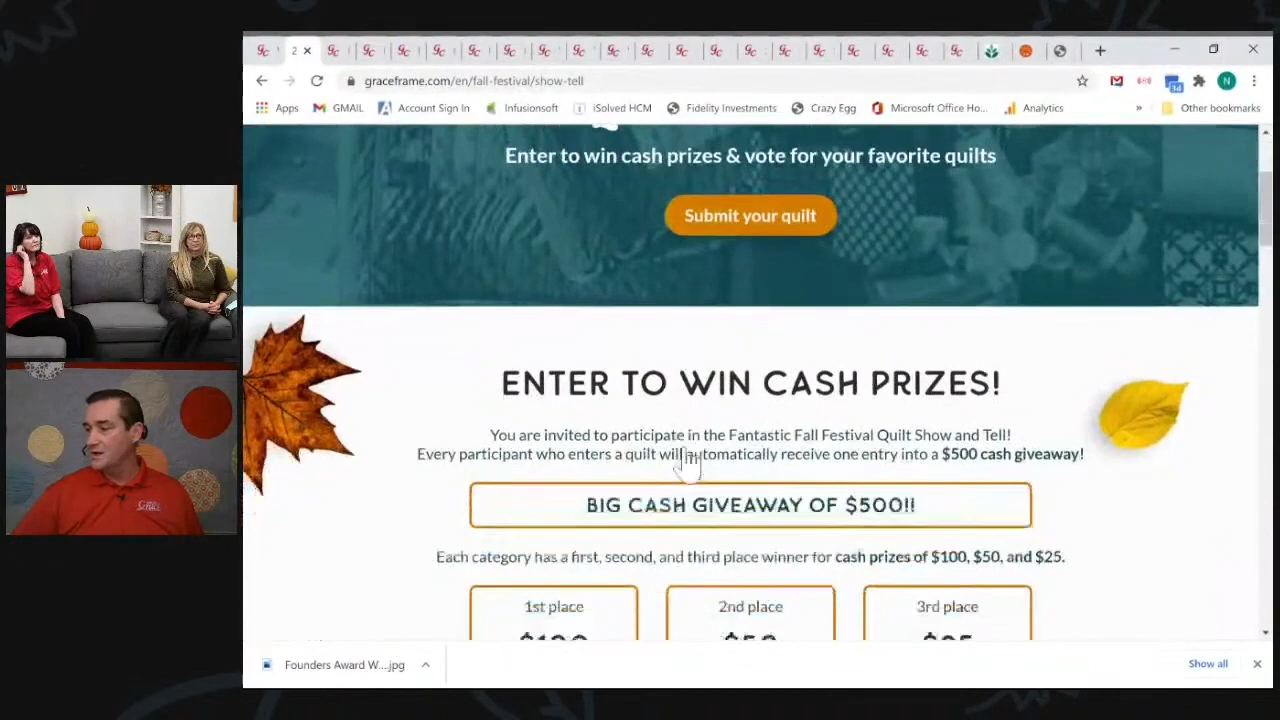 2
graceframe.com/en/fall-festival/show-tell
Apps GMAIL Account Sign In Infusionsoft iSolved HCM Fidelity Investments Crazy Egg Microsoft Office Ho... Analytics » Other bookmarks
Enter to win cash prizes & vote for your favorite quilts
Submit your quilt
ENTER TO WIN CASH PRIZES!
You are invited to participate in the Fantastic Fall Festival Quilt Show and Tell!
Every participant who enters a quilt will automatically receive one entry into a $500 cash giveaway!
BIG CASH GIVEAWAY OF $500!!
Each category has a first, second, and third place winner for cash prizes of $100, $50, and $25.
1st place 2nd place 3rd place
$100 $50 $25
Founders Award W....jpg
Show all